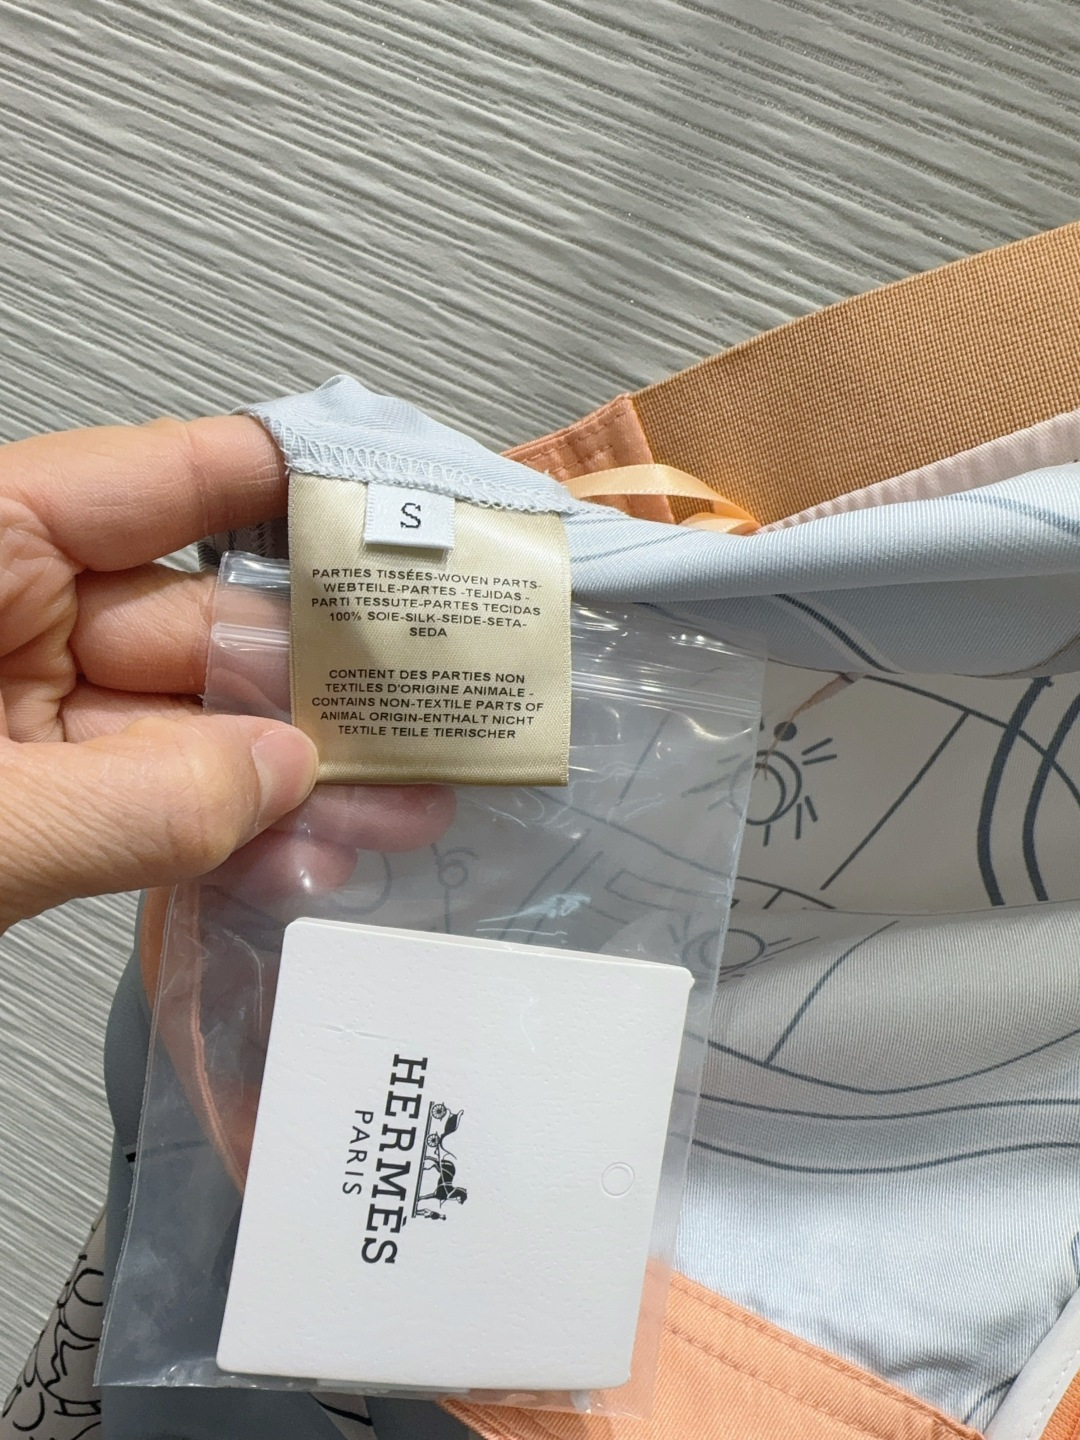 S
PARTIES TISSÉES-WOVEN PARTS-
WEBTEILE-PARTES -TEJIDAS -
PARTI TESSUTE-PARTES TECIDAS
100% SOIE-SILK-SEIDE-SETA-
SEDA
CONTIENT DES PARTIES NON
TEXTILES D'ORIGINE ANIMALE -
CONTAINS NON-TEXTILE PARTS OF
ANIMAL ORIGIN-ENTHALT NICHT
TEXTILE TEILE TIERISCHER
HERMÈS
PARIS